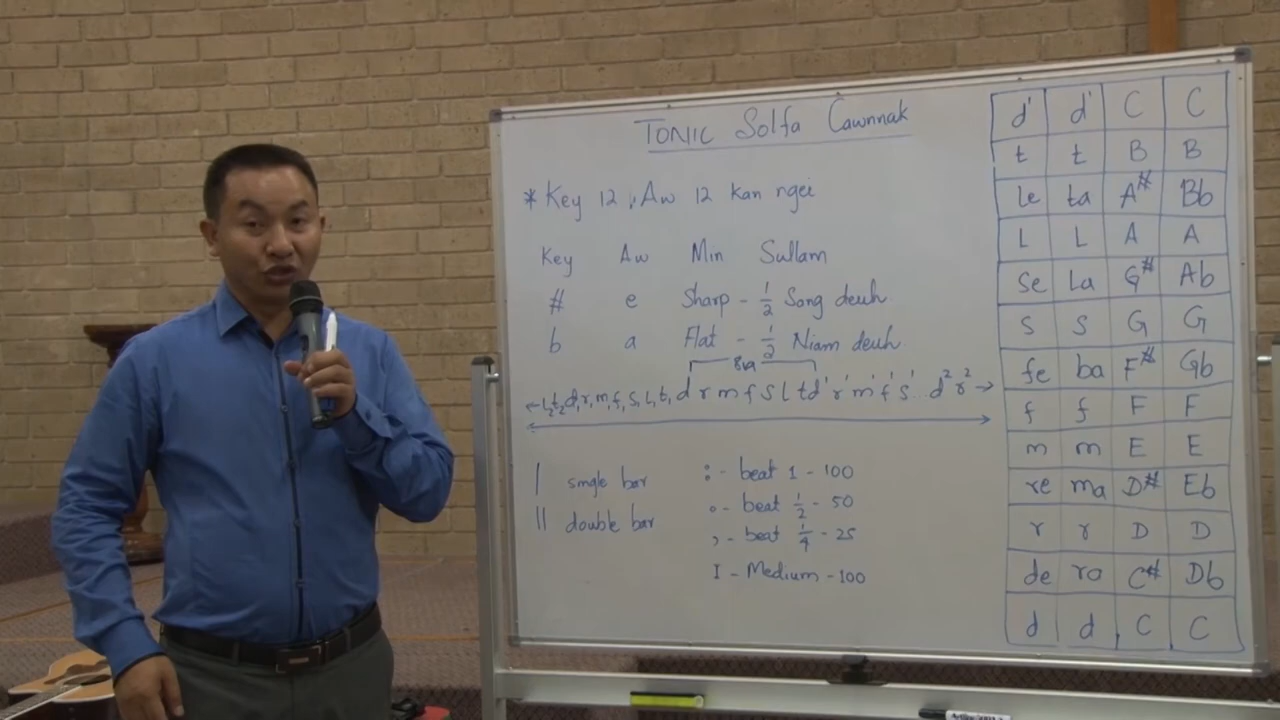 TONIC Solfa Cawnnak
* Key 12, Aw 12 kan ngei
Key Aw Min Sullam
# e Sharp - 1/2 Sang deuh
b a Flat - 1/2 Niam deuh
d r m f S l t d' r' m' f' s' .. d² r²
| single bar
|| double bar
: - beat 1 - 100
. - beat 1/2 - 50
, - beat 1/4 - 25
I - Medium - 100
d' d' C C
t t B B
le ta A# Bb
L L A A
Se La G# Ab
S S G G
fe ba F# Gb
f f F F
m m E E
re ma D# Eb
r r D D
de ra C# Db
d d C C